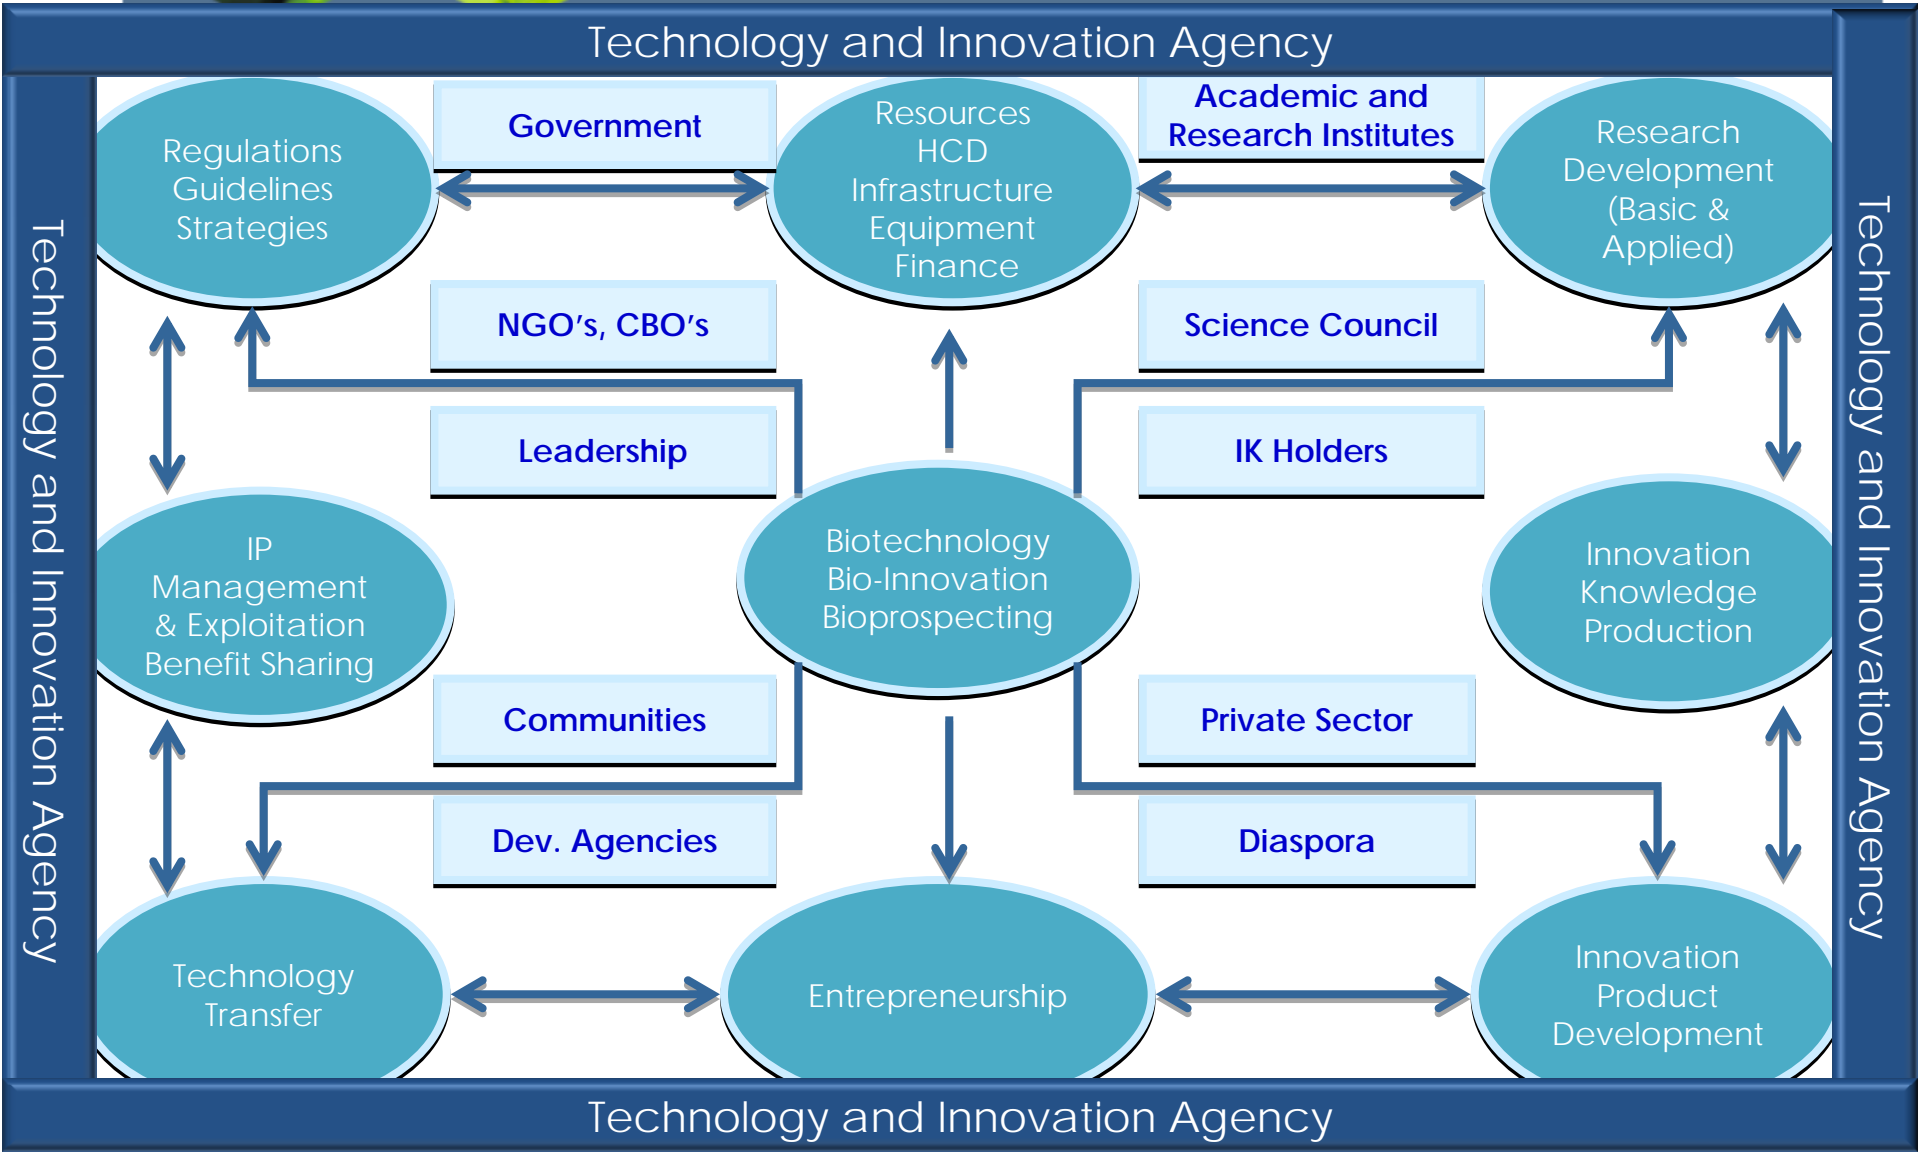 Technology and Innovation Agency
Technology and Innovation Agency
Regulations
Guidelines
Strategies
Government
Resources
HCD
Infrastructure
Equipment
Finance
Academic and
Research Institutes
Research
Development
(Basic &
Applied)
Technology and Innovation Agency
NGO's, CBO's
Science Council
Leadership
IK Holders
IP
Management
& Exploitation
Benefit Sharing
Biotechnology
Bio-Innovation
Bioprospecting
Innovation
Knowledge
Production
Communities
Private Sector
Dev. Agencies
Diaspora
Technology
Transfer
Entrepreneurship
Innovation
Product
Development
Technology and Innovation Agency